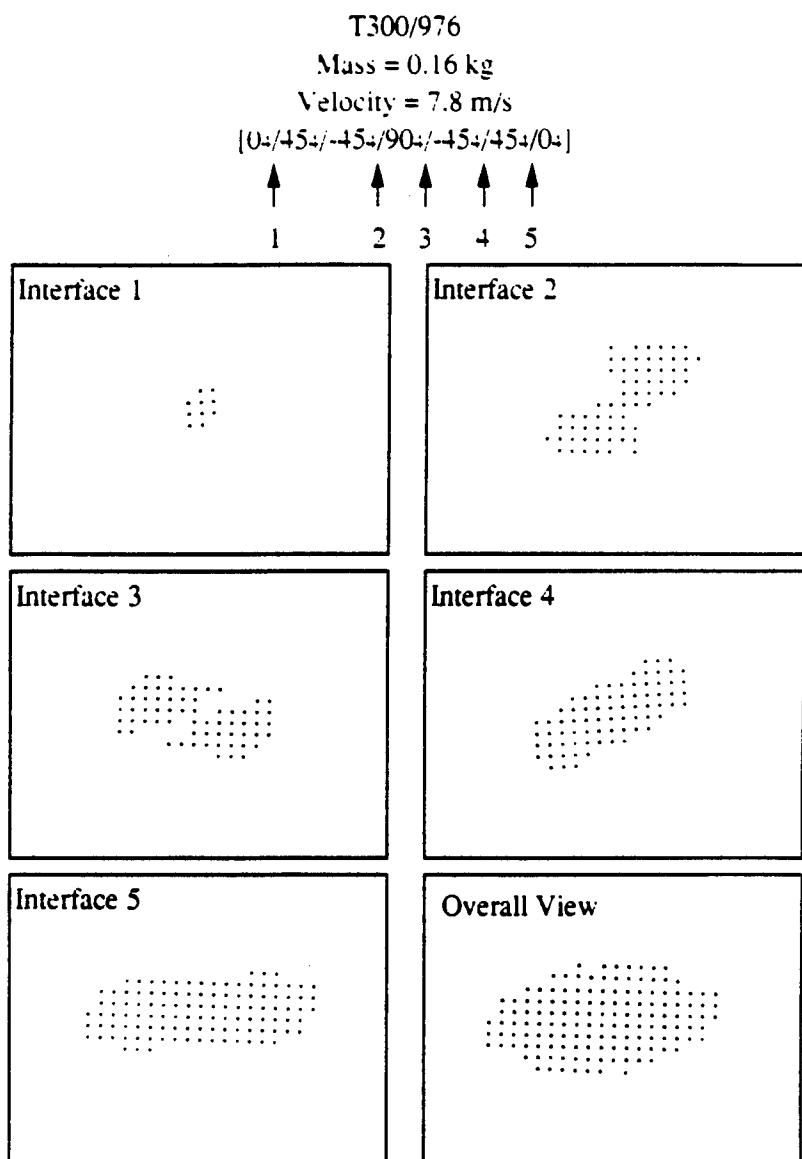 T300/976
Mass = 0.16 kg
Velocity = 7.8 m/s
[0₄/45₄/-45₄/90₄/-45₄/45₄/0₄]
1 2 3 4 5
Interface 1 Interface 2
Interface 3 Interface 4
Interface 5 Overall View